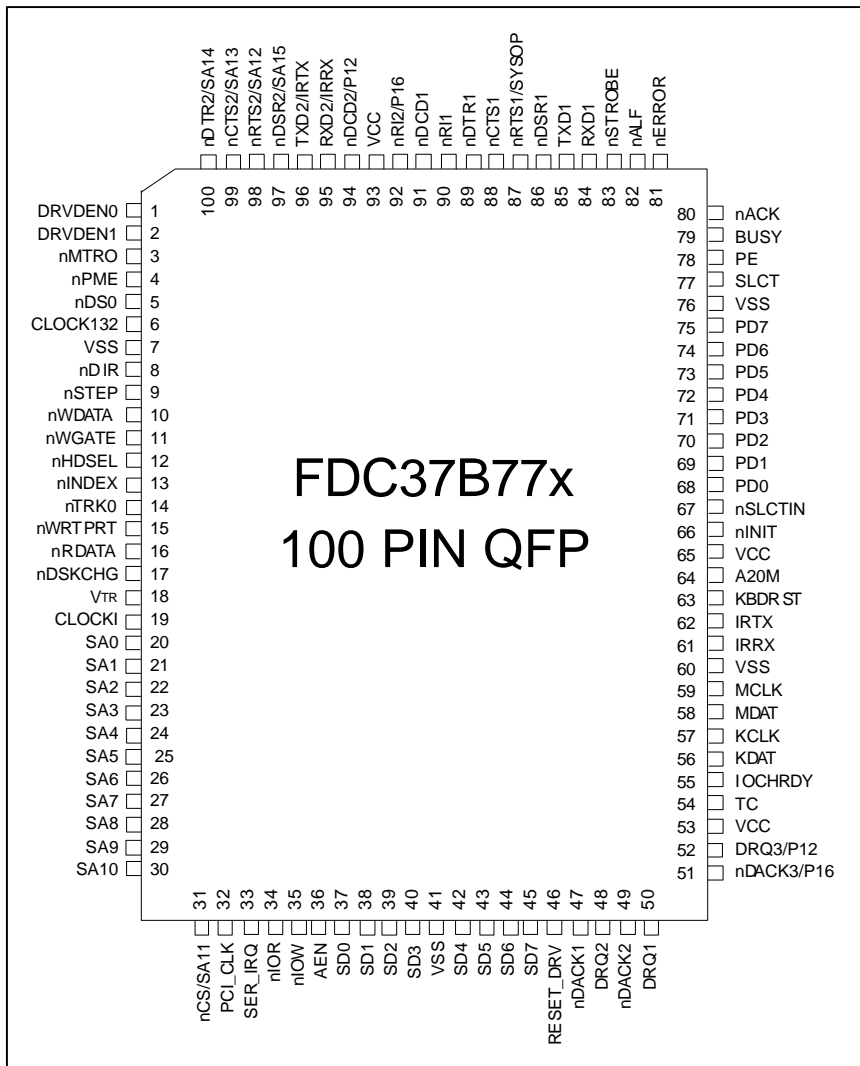 nDTR2/SA14
nCTS2/SA13
nRTS2/SA12
nDSR2/SA15
TXD2/IRTX
RXD2/IRRX
nDCD2/P12
VCC
nRI2/P16
nDCD1
nRI1
nDTR1
nCTS1
nRTS1/SYSOP
nDSR1
TXD1
RXD1
nSTROBE
nALF
nERROR
100
99
98
97
96
95
94
93
92
91
90
89
88
87
86
85
84
83
82
81
DRVDEN0 1
DRVDEN1 2
nMTRO 3
nPME 4
nDS0 5
CLOCK132 6
VSS 7
nDIR 8
nSTEP 9
nWDATA 10
nWGATE 11
nHDSEL 12
nINDEX 13
nTRK0 14
nWRTPRT 15
nRDATA 16
nDSKCHG 17
VTR 18
CLOCKI 19
SA0 20
SA1 21
SA2 22
SA3 23
SA4 24
SA5 25
SA6 26
SA7 27
SA8 28
SA9 29
SA10 30
FDC37B77x
100 PIN QFP
80 nACK
79 BUSY
78 PE
77 SLCT
76 VSS
75 PD7
74 PD6
73 PD5
72 PD4
71 PD3
70 PD2
69 PD1
68 PD0
67 nSLCTIN
66 nINIT
65 VCC
64 A20M
63 KBDRST
62 IRTX
61 IRRX
60 VSS
59 MCLK
58 MDAT
57 KCLK
56 KDAT
55 IOCHRDY
54 TC
53 VCC
52 DRQ3/P12
51 nDACK3/P16
31
32
33
34
35
36
37
38
39
40
41
42
43
44
45
46
47
48
49
50
nCS/SA11
PCI_CLK
SER_IRQ
nIOR
nIOW
AEN
SD0
SD1
SD2
SD3
VSS
SD4
SD5
SD6
SD7
RESET_DRV
nDACK1
DRQ2
nDACK2
DRQ1